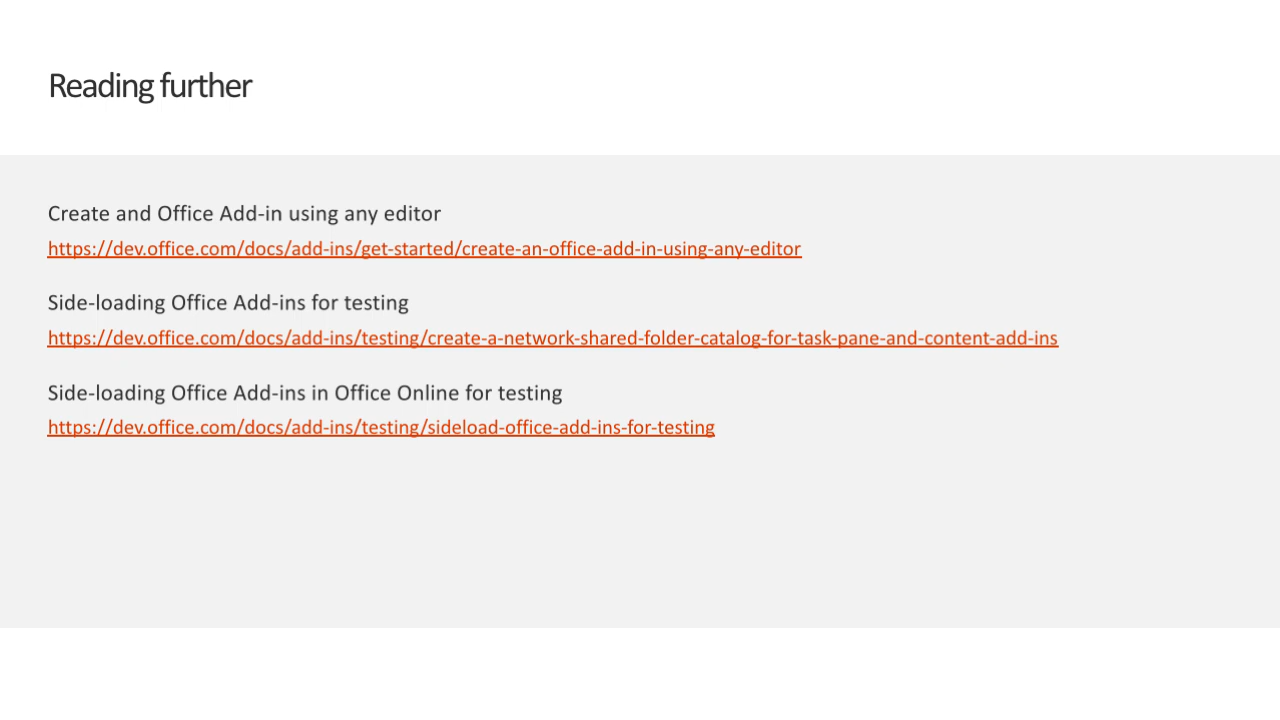 Reading further
Create and Office Add-in using any editor
https://dev.office.com/docs/add-ins/get-started/create-an-office-add-in-using-any-editor
Side-loading Office Add-ins for testing
https://dev.office.com/docs/add-ins/testing/create-a-network-shared-folder-catalog-for-task-pane-and-content-add-ins
Side-loading Office Add-ins in Office Online for testing
https://dev.office.com/docs/add-ins/testing/sideload-office-add-ins-for-testing